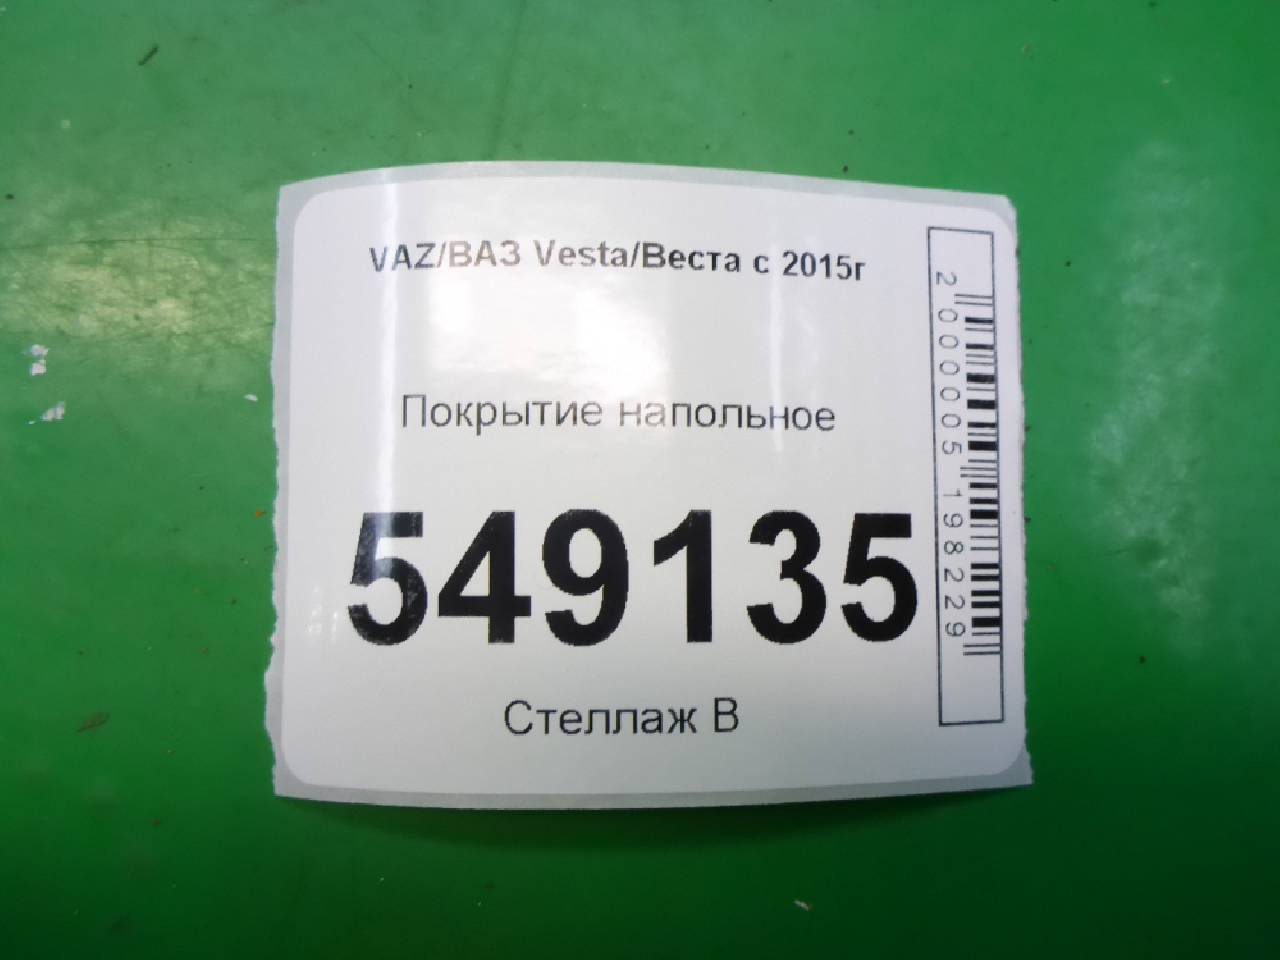 VAZ/ВАЗ Vesta/Веста с 2015г
Покрытие напольное
549135
Стеллаж В
2000005198229